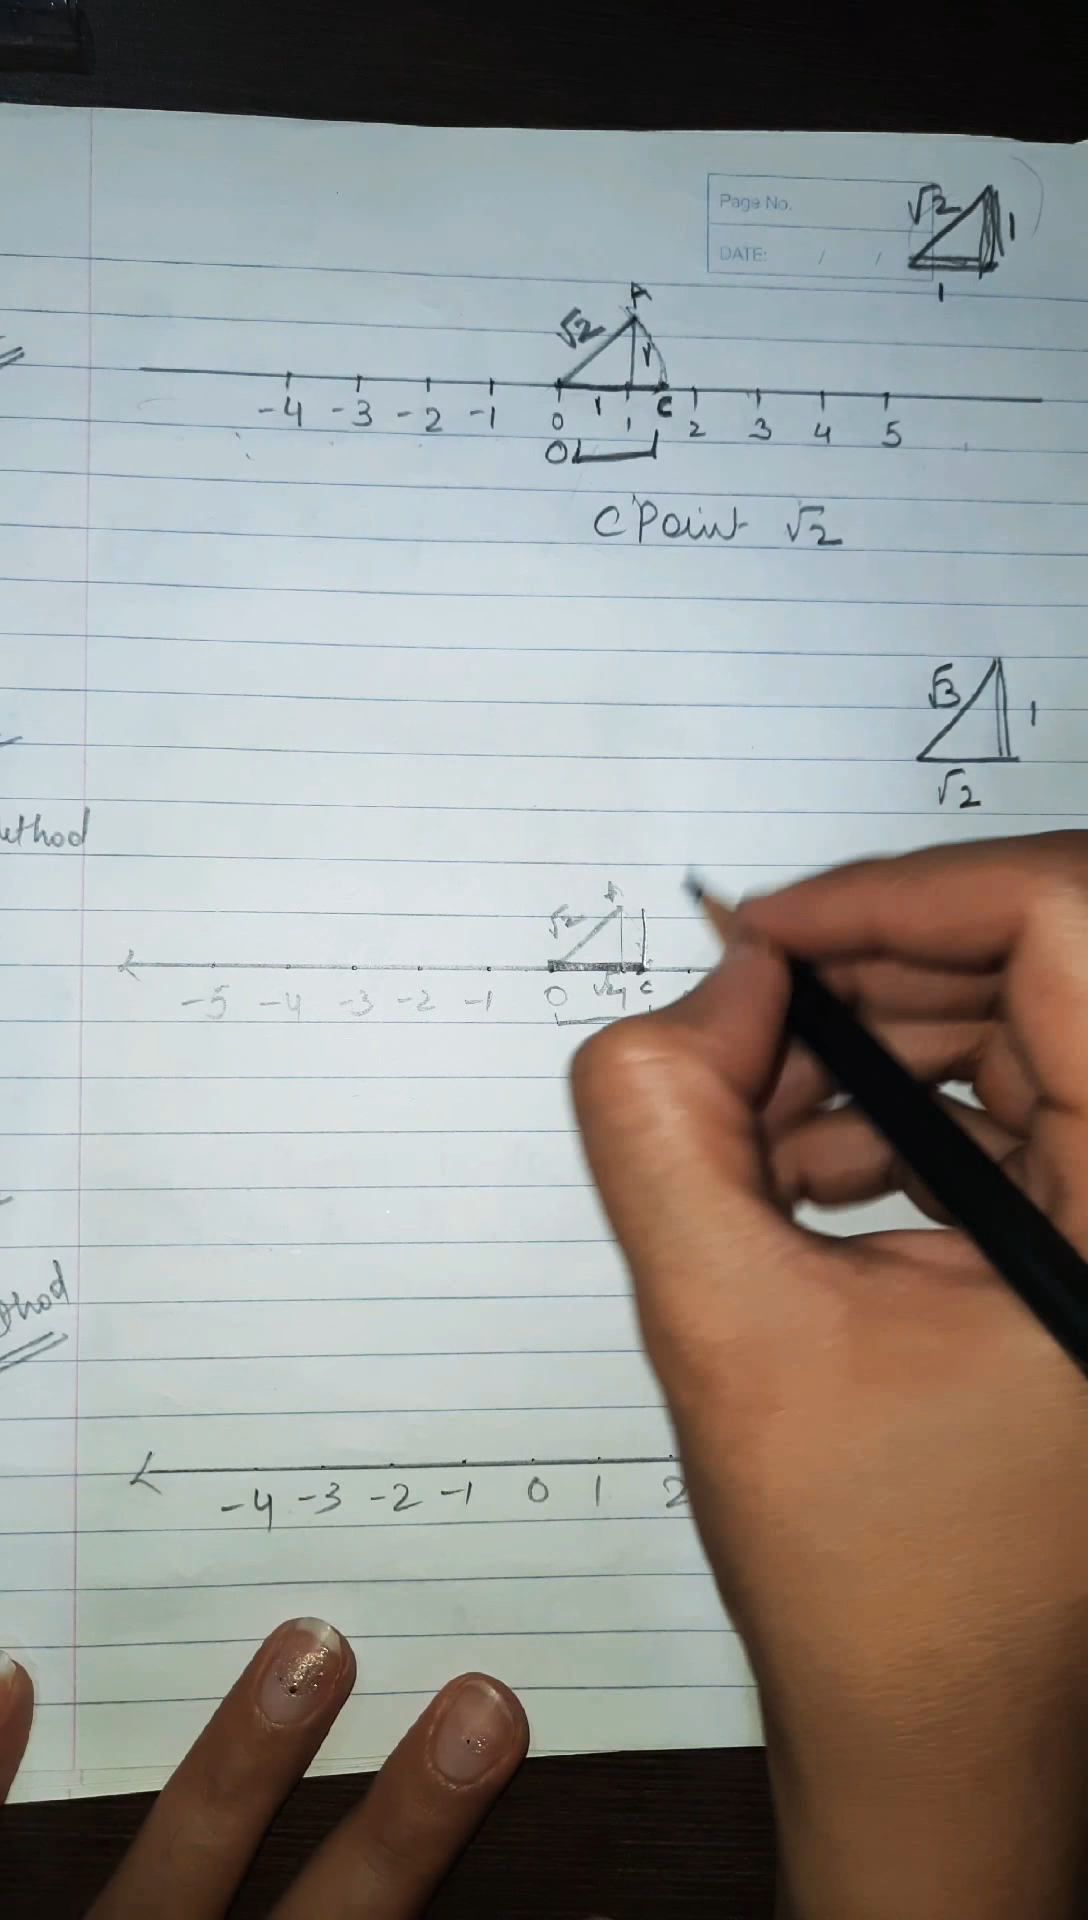 Page No.
DATE: / /
√2
1
1
A
√2
1
-4 -3 -2 -1 0 1 1 C 2 3 4 5
O
C Point √2
√3
1
√2
ethod
√2
-5 -4 -3 -2 -1 0 √2 1 C
thod
-4 -3 -2 -1 0 1 2